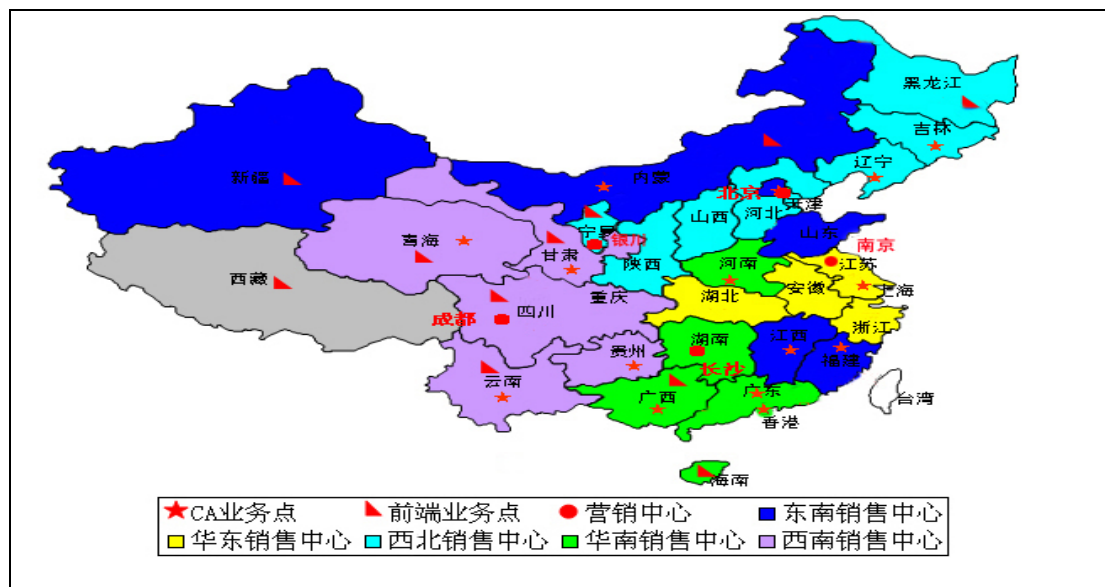 黑龙江
吉林
辽宁
内蒙
新疆
北京
天津
河北
山西
山东
宁夏
银川
青海
甘肃
陕西
河南
南京
江苏
西藏
上海
安徽
湖北
重庆
四川
成都
浙江
江西
湖南
福建
贵州
长沙
云南
广西
广东
香港
台湾
海南
CA业务点 前端业务点 营销中心 东南销售中心
华东销售中心 西北销售中心 华南销售中心 西南销售中心